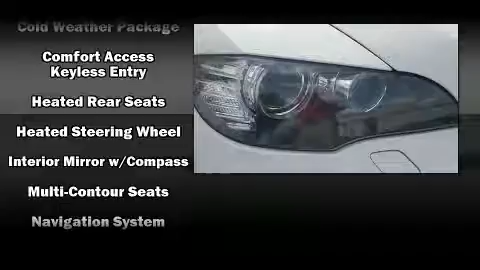 Cold Weather Package
Comfort Access
Keyless Entry
Heated Rear Seats
Heated Steering Wheel
Interior Mirror w/Compass
Multi-Contour Seats
Navigation System